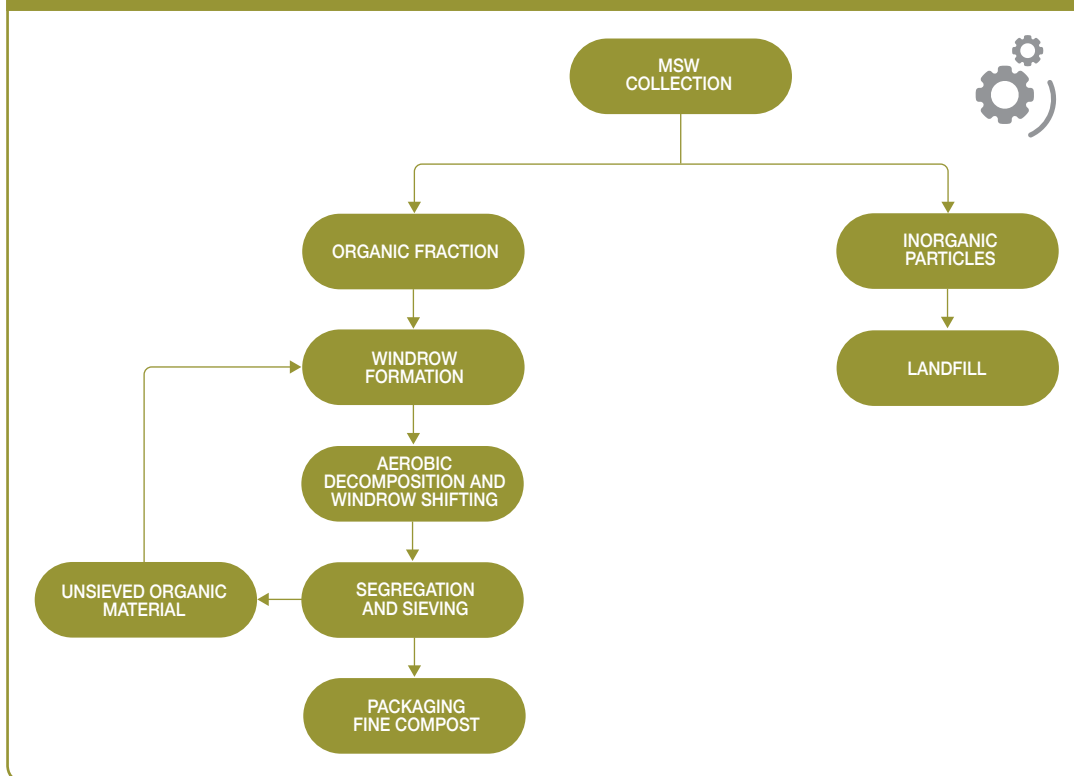 MSW
COLLECTION
ORGANIC FRACTION
INORGANIC
PARTICLES
WINDROW
FORMATION
LANDFILL
AEROBIC
DECOMPOSITION AND
WINDROW SHIFTING
UNSIEVED ORGANIC
MATERIAL
SEGREGATION
AND SIEVING
PACKAGING
FINE COMPOST